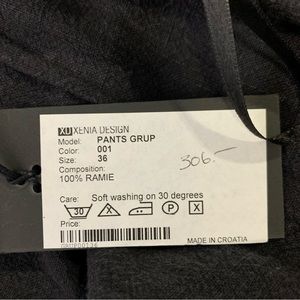 XD XENIA DESIGN
Model: PANTS GRUP
Color: 001
Size: 36
Composition:
100% RAMIE
306.-
Care: Soft washing on 30 degrees
30 X P X
Price:
GRUP00136
MADE IN CROATIA